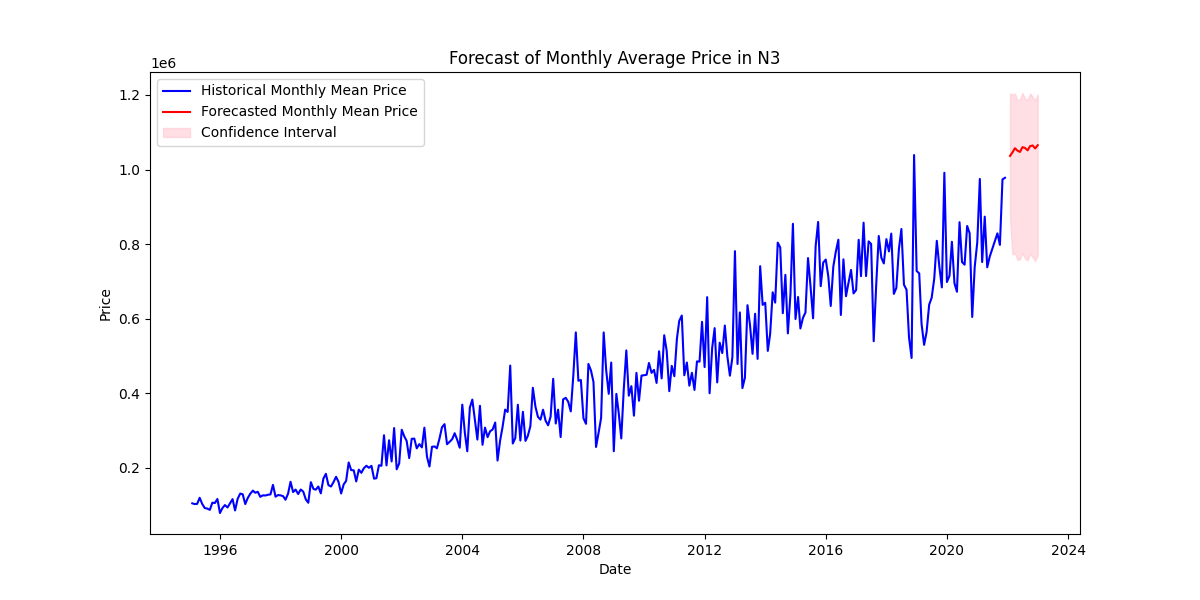 Forecast of Monthly Average Price in N3
1e6
Historical Monthly Mean Price
Forecasted Monthly Mean Price
Confidence Interval
1.2
1.0
0.8
0.6
0.4
0.2
Price
1996 2000 2004 2008 2012 2016 2020 2024
Date